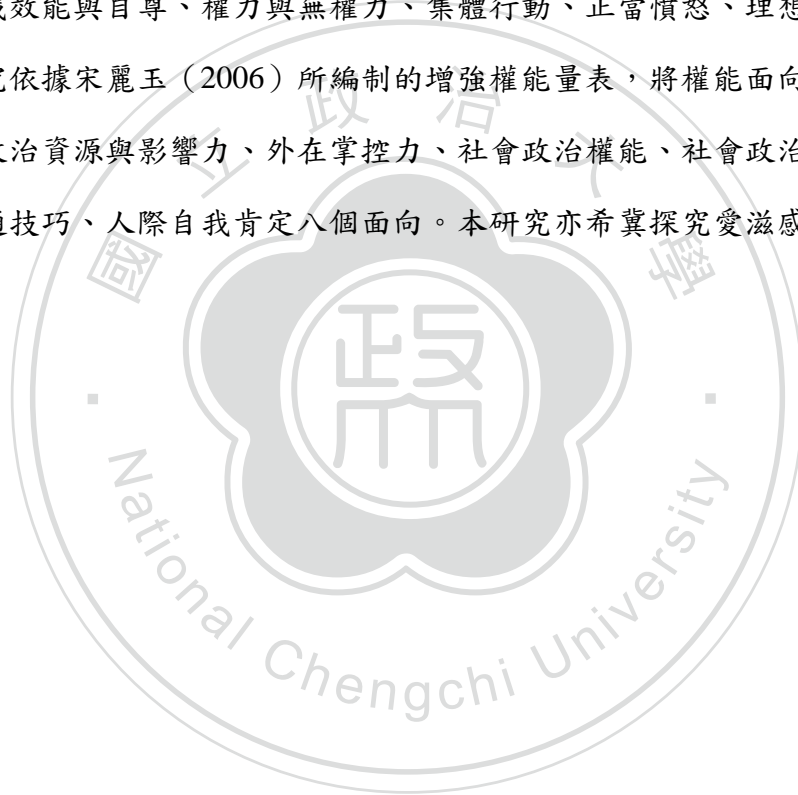 效能與自尊、權力與無權力、集體行動、正當憤怒、理想
依據宋麗玉（2006）所編制的增強權能量表，將權能面向
治資源與影響力、外在掌控力、社會政治權能、社會政治
技巧、人際自我肯定八個面向。本研究亦希冀探究愛滋感
國立政治大學
政
National Chengchi University